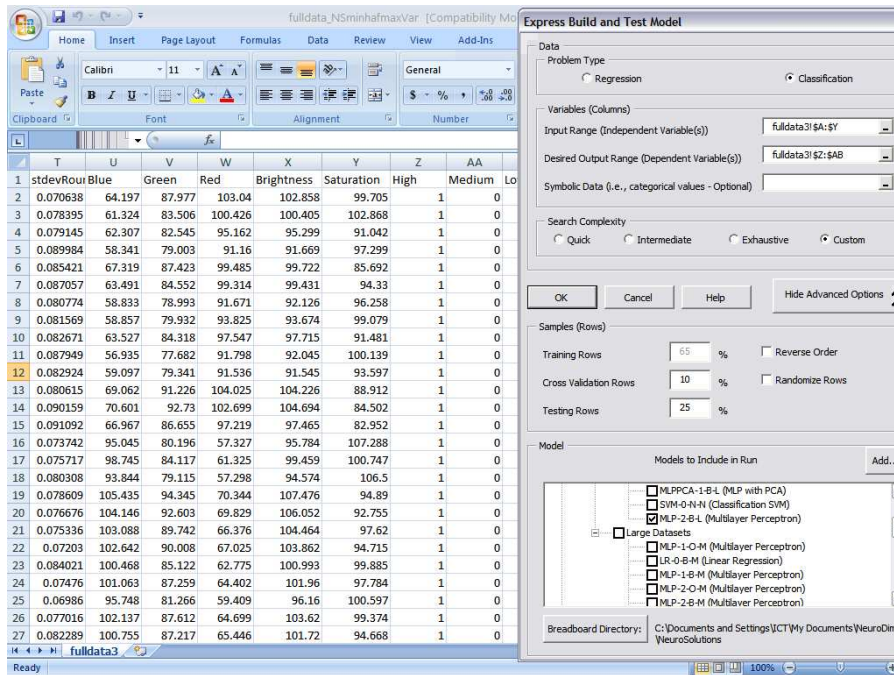 fulldata_NSminhafmaxVar [Compatibility Mo
Home Insert Page Layout Formulas Data Review View Add-Ins
Calibri 11 A A General
Paste B I U $ % , .0 .00 .00 .0
Clipboard Font Alignment Number
L fx
T U V W X Y Z AA
1 stdevRour Blue Green Red Brightness Saturation High Medium Lo
2 0.070638 64.197 87.977 103.04 102.858 99.705 1 0
3 0.078395 61.324 83.506 100.426 100.405 102.868 1 0
4 0.079145 62.307 82.545 95.162 95.299 91.042 1 0
5 0.089984 58.341 79.003 91.16 91.669 97.299 1 0
6 0.085421 67.319 87.423 99.485 99.722 85.692 1 0
7 0.087057 63.491 84.552 99.314 99.431 94.33 1 0
8 0.080774 58.833 78.993 91.671 92.126 96.258 1 0
9 0.081569 58.857 79.932 93.825 93.674 99.079 1 0
10 0.082671 63.527 84.318 97.547 97.715 91.481 1 0
11 0.087949 56.935 77.682 91.798 92.045 100.139 1 0
12 0.082924 59.097 79.341 91.536 91.545 93.597 1 0
13 0.080615 69.062 91.226 104.025 104.226 88.912 1 0
14 0.090159 70.601 92.73 102.699 104.694 84.502 1 0
15 0.091092 66.967 86.655 97.219 97.465 82.952 1 0
16 0.073742 95.045 80.196 57.327 95.784 107.288 1 0
17 0.075717 98.745 84.117 61.325 99.459 100.747 1 0
18 0.080308 93.844 79.115 57.298 94.574 106.5 1 0
19 0.078609 105.435 94.345 70.344 107.476 94.89 1 0
20 0.076676 104.146 92.603 69.829 106.052 92.755 1 0
21 0.075336 103.088 89.742 66.376 104.464 97.62 1 0
22 0.07203 102.642 90.008 67.025 103.862 94.715 1 0
23 0.084021 100.468 85.122 62.775 100.993 99.885 1 0
24 0.07476 101.063 87.259 64.402 101.96 97.784 1 0
25 0.06986 95.748 81.266 59.409 96.16 100.597 1 0
26 0.077016 102.137 87.612 64.699 103.62 99.374 1 0
27 0.082289 100.755 87.217 65.446 101.72 94.668 1 0
fulldata3
Ready 100%
Express Build and Test Model
Data
Problem Type
Regression Classification
Variables (Columns)
Input Range (Independent Variable(s)) fulldata3!$A:$Y
Desired Output Range (Dependent Variable(s)) fulldata3!$Z:$AB
Symbolic Data (i.e., categorical values - Optional)
Search Complexity
Quick Intermediate Exhaustive Custom
OK Cancel Help Hide Advanced Options
Samples (Rows)
Training Rows 65 % Reverse Order
Cross Validation Rows 10 % Randomize Rows
Testing Rows 25 %
Model
Models to Include in Run Add..
MLPPCA-1-B-L (MLP with PCA)
SVM-0-N-N (Classification SVM)
MLP-2-B-L (Multilayer Perceptron)
Large Datasets
MLP-1-O-M (Multilayer Perceptron)
LR-0-B-M (Linear Regression)
MLP-1-B-M (Multilayer Perceptron)
MLP-2-O-M (Multilayer Perceptron)
MLP-2-B-M (Multilayer Perceptron)
Breadboard Directory: C:\Documents and Settings\ICT\My Documents\NeuroDim
\NeuroSolutions